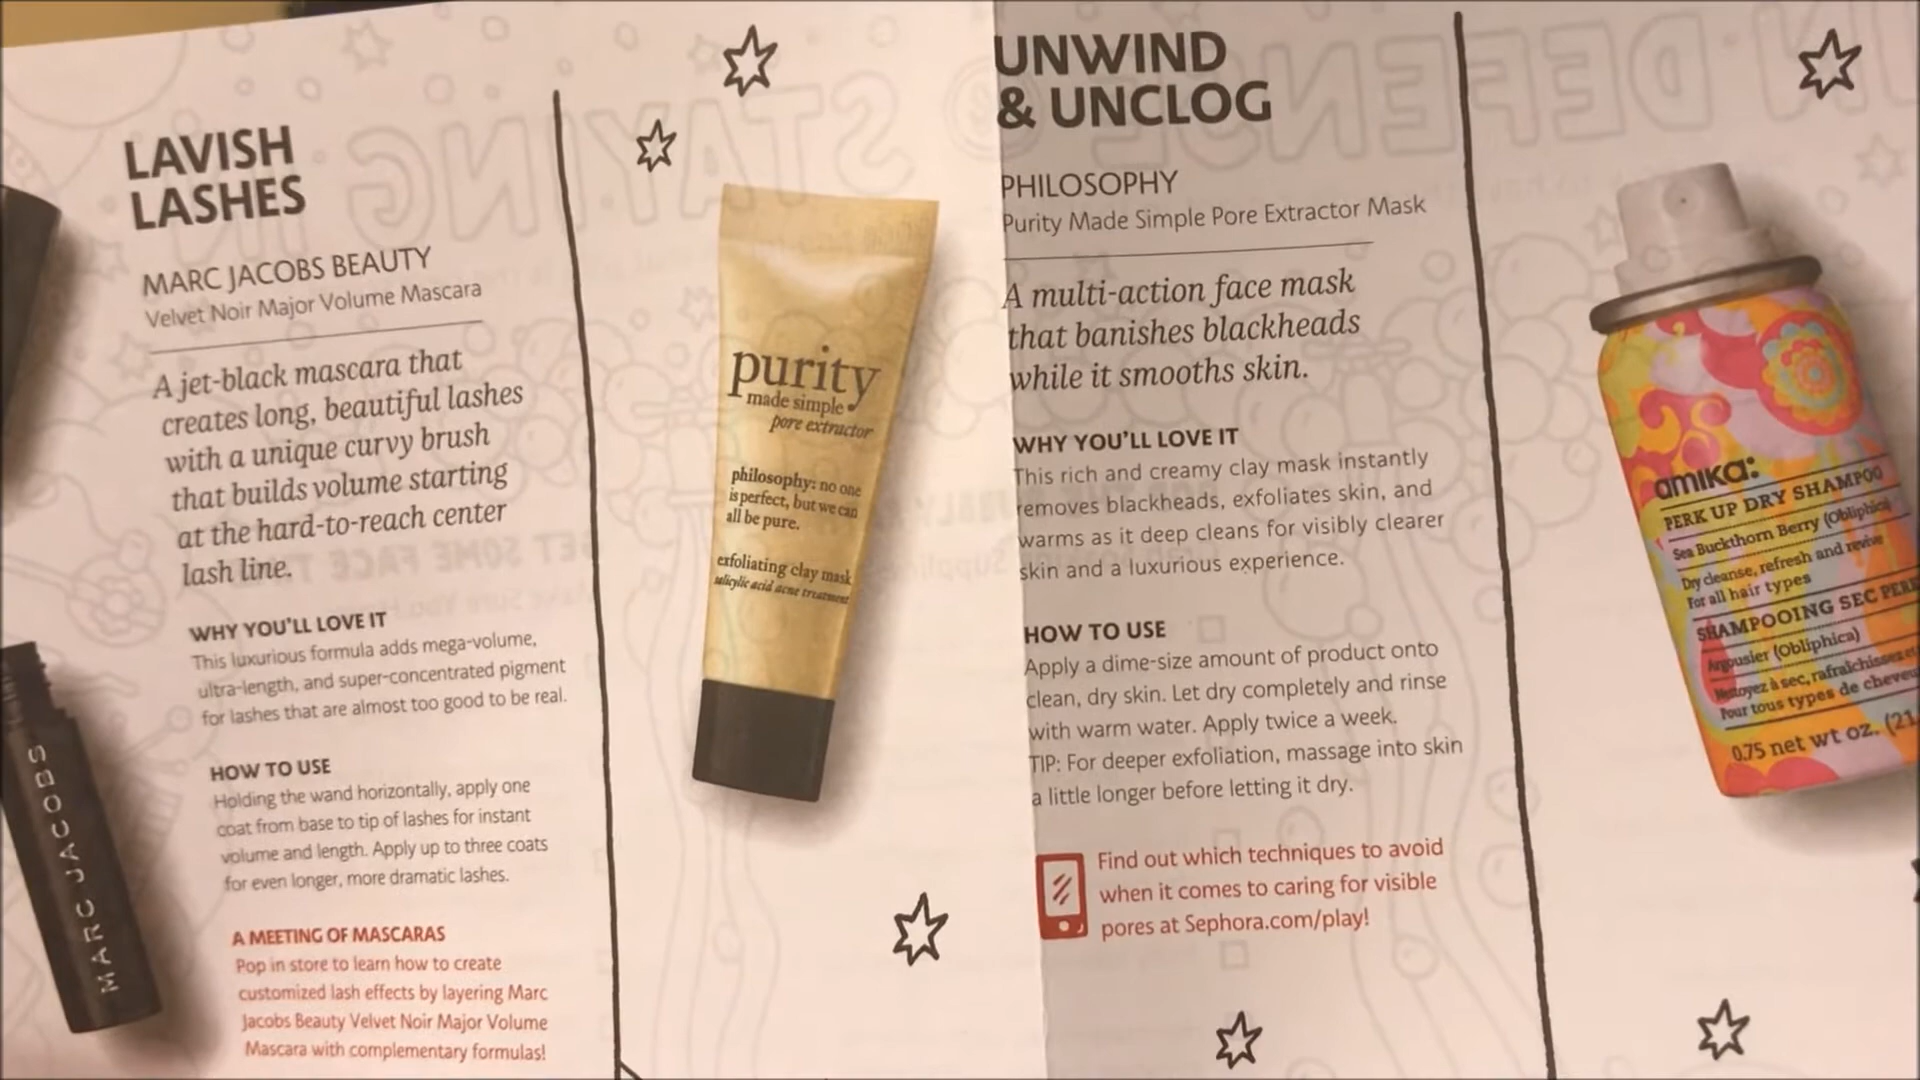 LAVISH
LASHES
MARC JACOBS BEAUTY
Velvet Noir Major Volume Mascara
A jet-black mascara that
creates long, beautiful lashes
with a unique curvy brush
that builds volume starting
at the hard-to-reach center
lash line.
WHY YOU'LL LOVE IT
This luxurious formula adds mega-volume,
ultra-length, and super-concentrated pigment
for lashes that are almost too good to be real.
HOW TO USE
Holding the wand horizontally, apply one
coat from base to tip of lashes for instant
volume and length. Apply up to three coats
for even longer, more dramatic lashes.
A MEETING OF MASCARAS
Pop in store to learn how to create
customized lash effects by layering Marc
Jacobs Beauty Velvet Noir Major Volume
Mascara with complementary formulas!
MARC JACOBS
purity
made simple
pore extractor
philosophy: no one
is perfect, but we can
all be pure.
exfoliating clay mask
salicylic acid acne treatment
UNWIND
& UNCLOG
PHILOSOPHY
Purity Made Simple Pore Extractor Mask
A multi-action face mask
that banishes blackheads
while it smooths skin.
WHY YOU'LL LOVE IT
This rich and creamy clay mask instantly
removes blackheads, exfoliates skin, and
warms as it deep cleans for visibly clearer
skin and a luxurious experience.
HOW TO USE
Apply a dime-size amount of product onto
clean, dry skin. Let dry completely and rinse
with warm water. Apply twice a week.
TIP: For deeper exfoliation, massage into skin
a little longer before letting it dry.
Find out which techniques to avoid
when it comes to caring for visible
pores at Sephora.com/play!
amika:
PERK UP DRY SHAMPOO
Sea Buckthorn Berry (Obliphica)
Dry cleanse, refresh and revive
For all hair types
SHAMPOOING SEC PERK
Argousier (Obliphica)
Nettoyez à sec, rafraîchissez et
Pour tous types de cheveu
0.75 net wt oz. (21